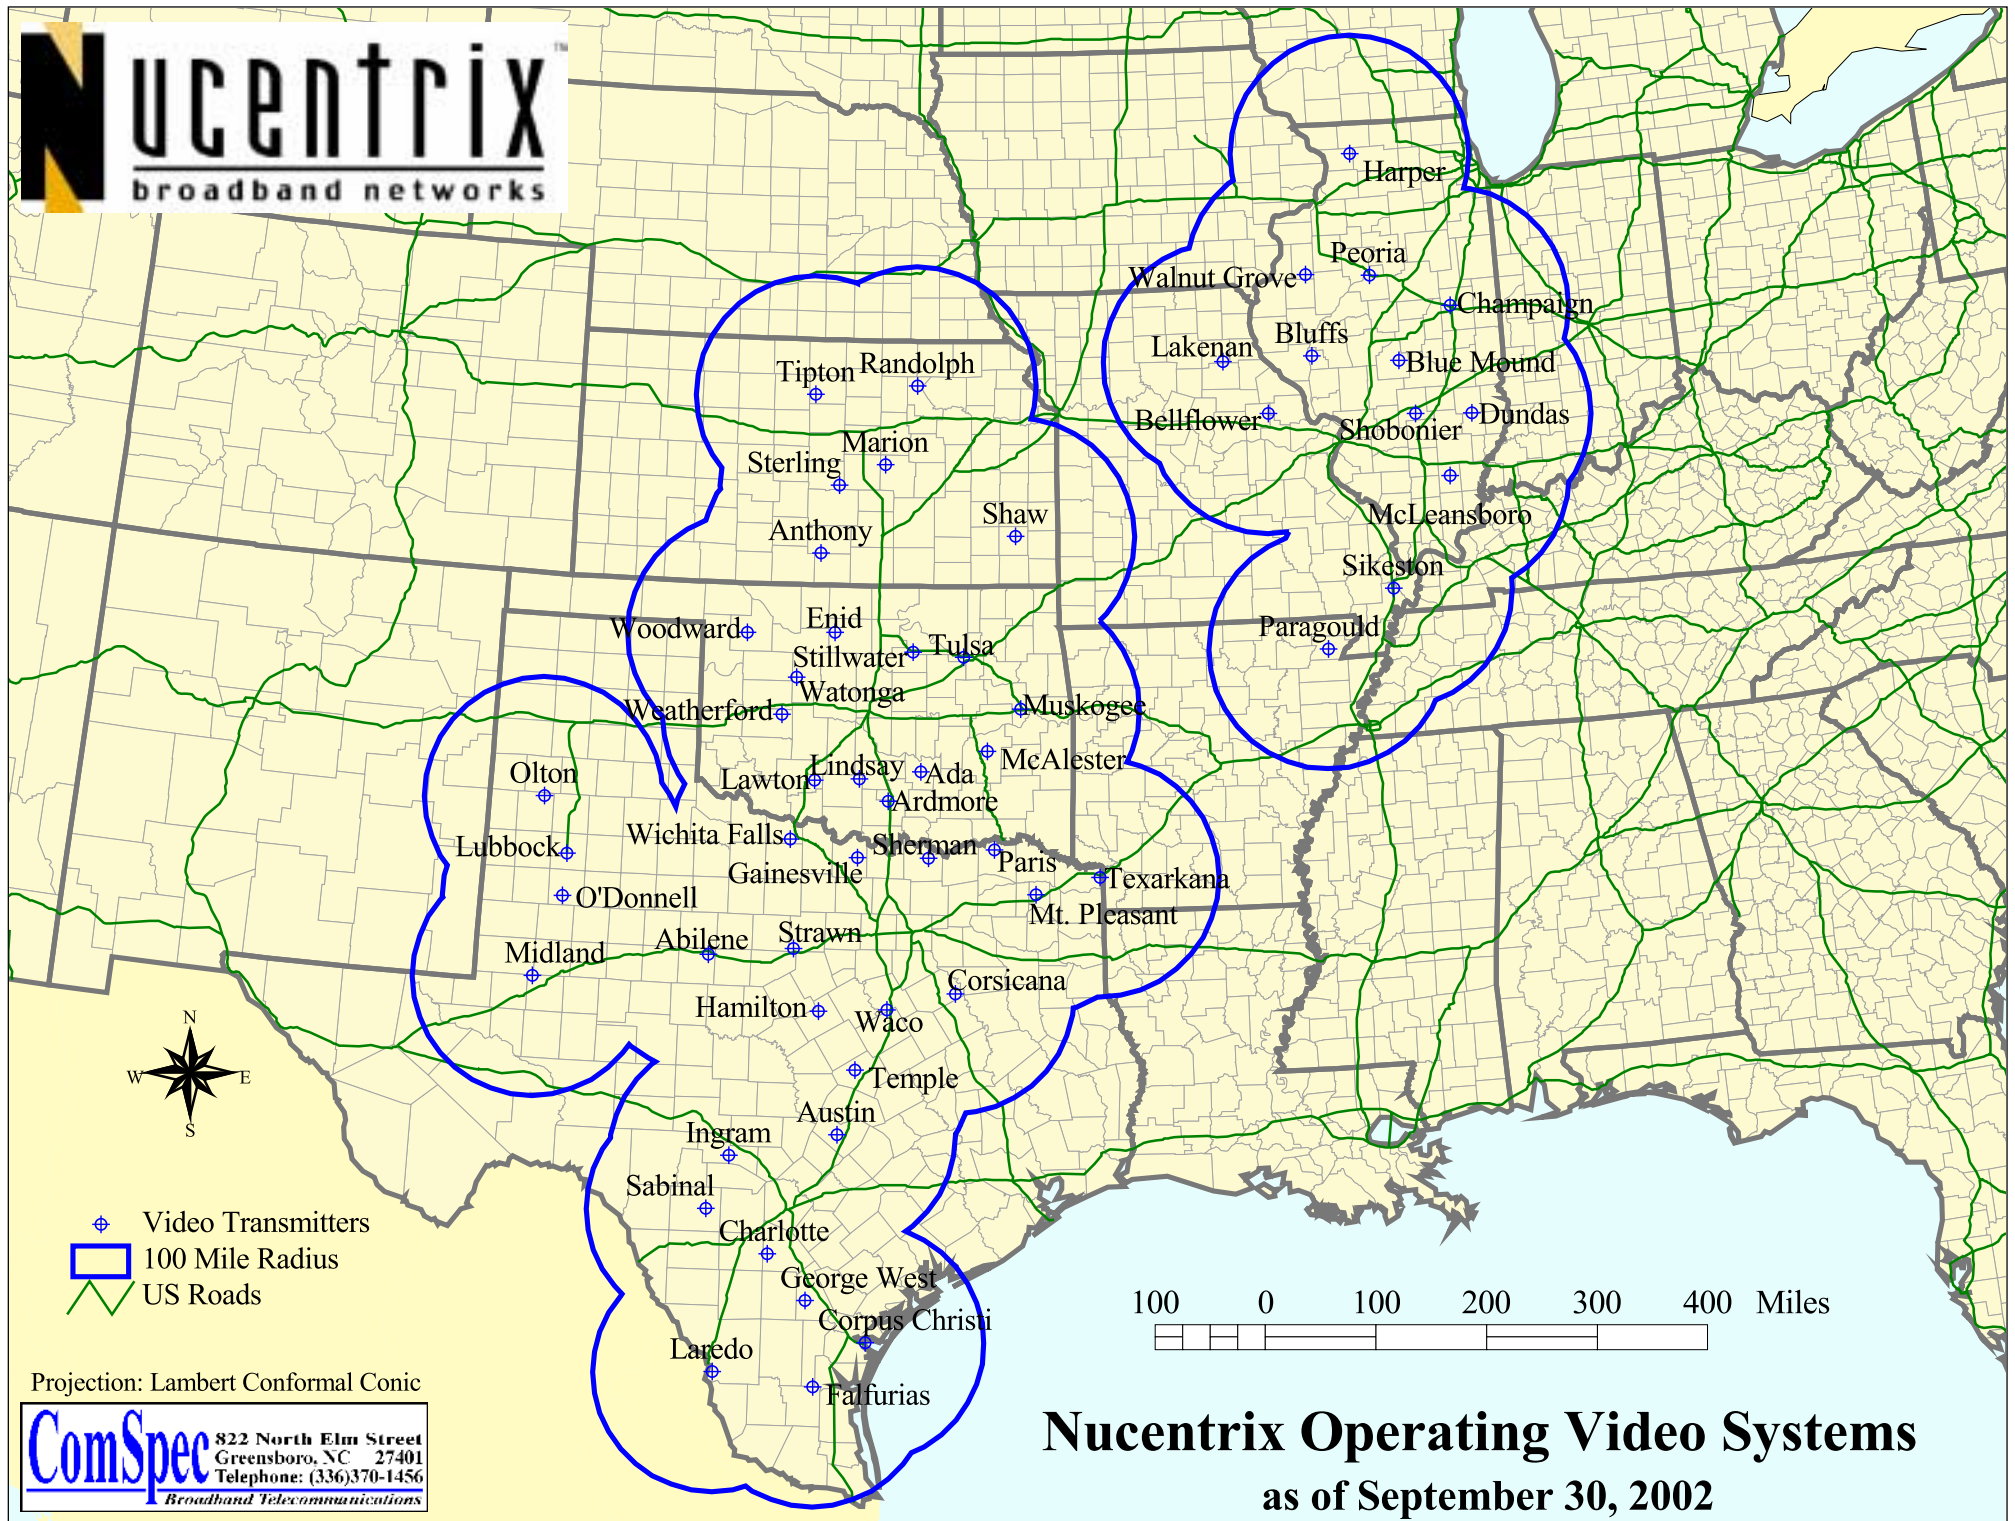 Nucentrix
TM
broadband networks
Harper
Peoria
Walnut Grove
Champaign
Bluffs
Lakenan
Blue Mound
Tipton
Randolph
Bellflower
Dundas
Shobonier
Marion
Sterling
McLeansboro
Shaw
Anthony
Sikeston
Enid
Woodward
Paragould
Tulsa
Stillwater
Watonga
Weatherford
Muskogee
McAlester
Lindsay
Olton
Lawton
Ada
Ardmore
Wichita Falls
Lubbock
Sherman
Paris
Gainesville
Texarkana
O'Donnell
Mt. Pleasant
Abilene
Strawn
Midland
Corsicana
Hamilton
Waco
N
W
E
S
Temple
Austin
Ingram
Sabinal
Charlotte
George West
Corpus Christi
Laredo
Falfurias
Video Transmitters
100 Mile Radius
US Roads
100 0 100 200 300 400 Miles
Projection: Lambert Conformal Conic
ComSpec
822 North Elm Street
Greensboro, NC 27401
Telephone: (336)370-1456
Broadband Telecommunications
Nucentrix Operating Video Systems
as of September 30, 2002